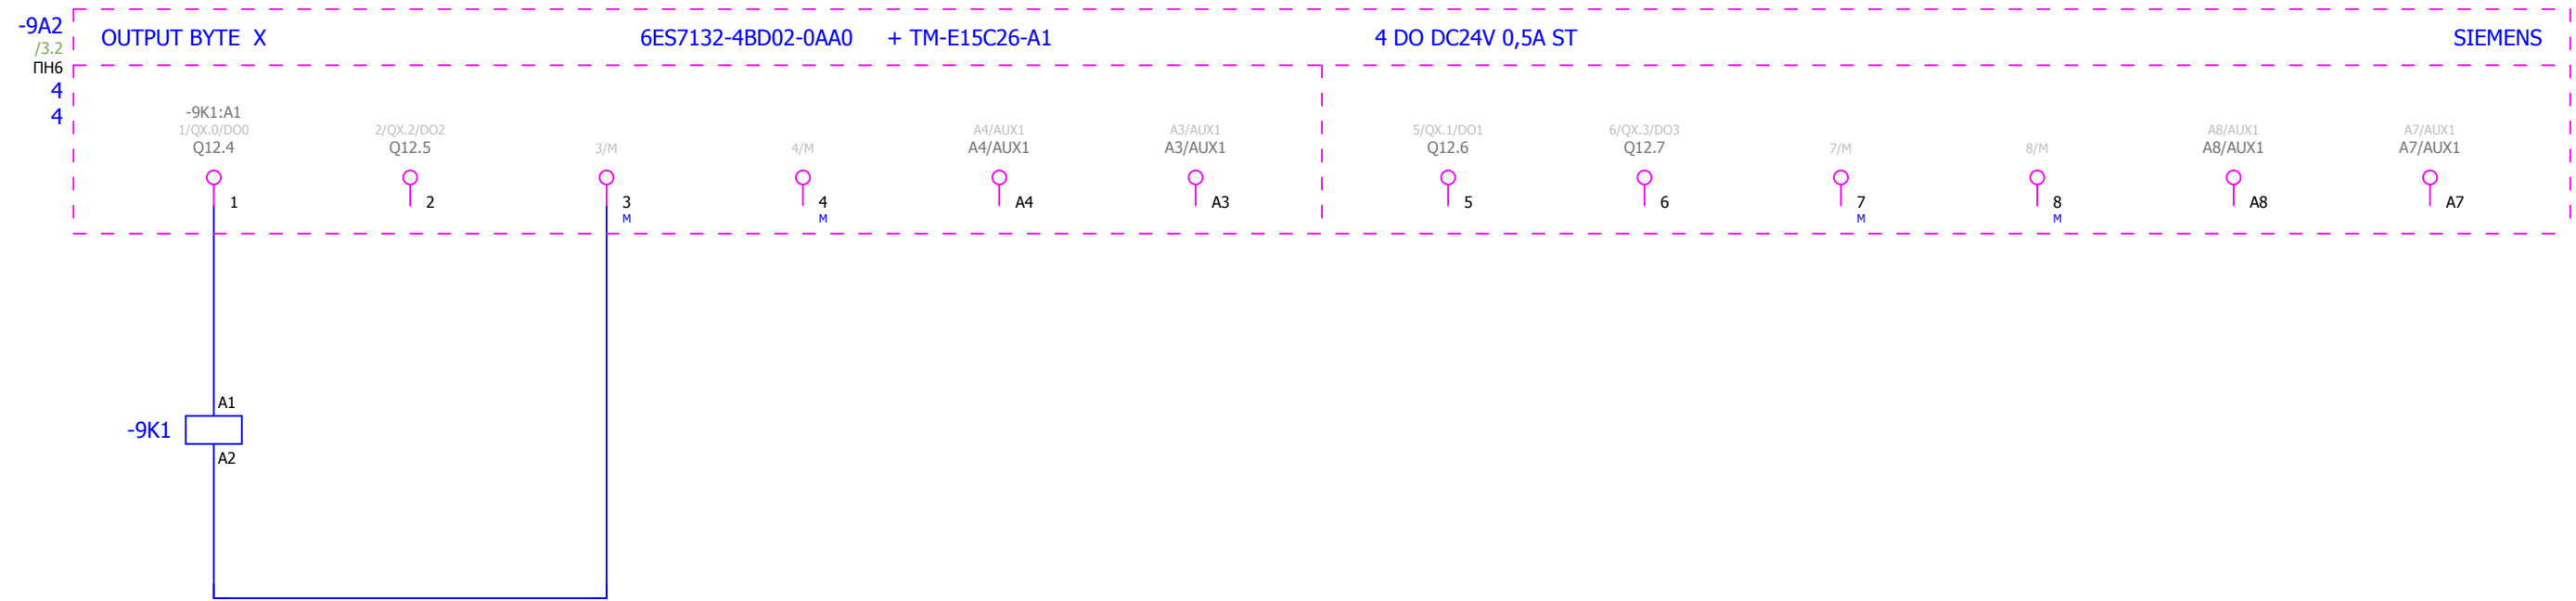 -9A2
/3.2
ПН6
4
4
OUTPUT BYTE X 6ES7132-4BD02-0AA0 + TM-E15C26-A1 4 DO DC24V 0,5A ST SIEMENS
-9K1:A1
1/QX.0/DO0 2/QX.2/DO2 A4/AUX1 A3/AUX1 5/QX.1/DO1 6/QX.3/DO3 A8/AUX1 A7/AUX1
Q12.4 Q12.5 3/M 4/M A4/AUX1 A3/AUX1 Q12.6 Q12.7 7/M 8/M A8/AUX1 A7/AUX1
1 2 3 4 A4 A3 5 6 7 8 A8 A7
M M M M
A1
-9K1
A2